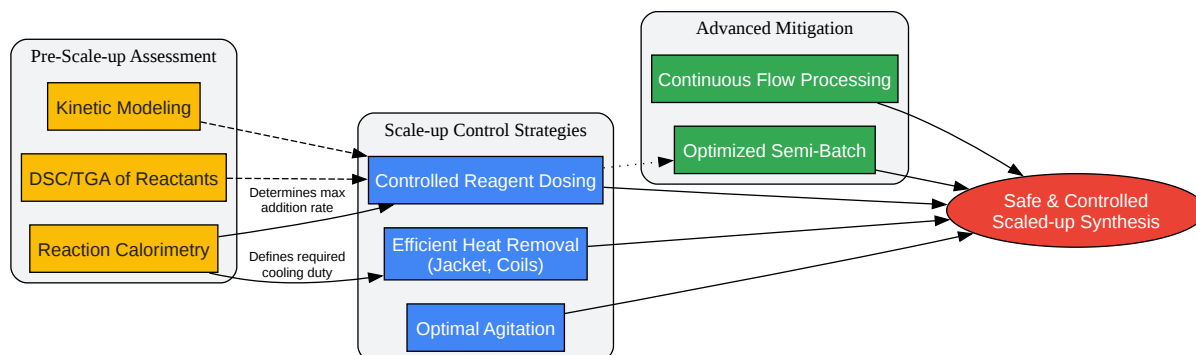 Pre-Scale-up Assessment
Kinetic Modeling
DSC/TGA of Reactants
Reaction Calorimetry
Determines max
addition rate
Defines required
cooling duty
Scale-up Control Strategies
Controlled Reagent Dosing
Efficient Heat Removal
(Jacket, Coils)
Optimal Agitation
Advanced Mitigation
Continuous Flow Processing
Optimized Semi-Batch
Safe & Controlled
Scaled-up Synthesis